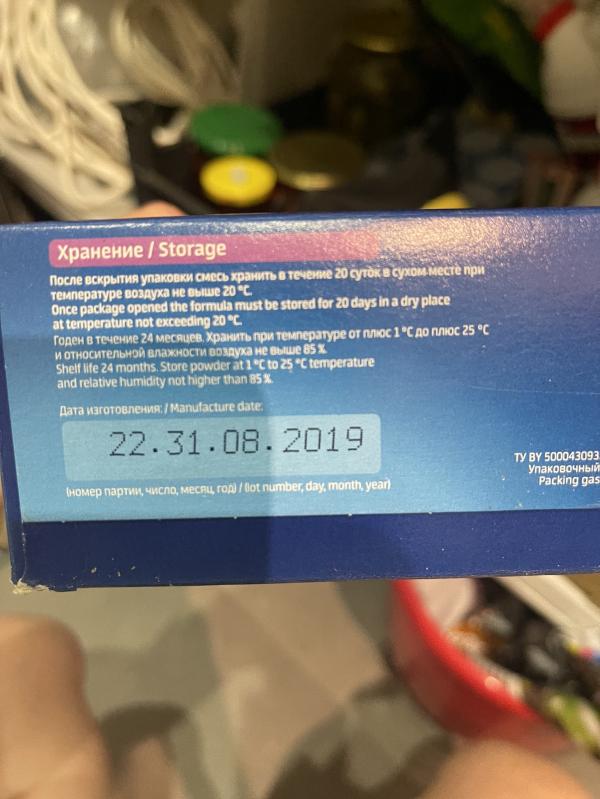 Хранение / Storage
После вскрытия упаковки смесь хранить в течение 20 суток в сухом месте при
температуре воздуха не выше 20 °C.
Once package opened the formula must be stored for 20 days in a dry place
at temperature not exceeding 20 °C.
Годен в течение 24 месяцев. Хранить при температуре от плюс 1 °C до плюс 25 °C
и относительной влажности воздуха не выше 85 %.
Shelf life 24 months. Store powder at 1 °C to 25 °C temperature
and relative humidity not higher than 85 %.
Дата изготовления: / Manufacture date:
22.31.08.2019
(номер партии, число, месяц, год) / (lot number, day, month, year)
ТУ BY 500043093
Упаковочный
Packing gas